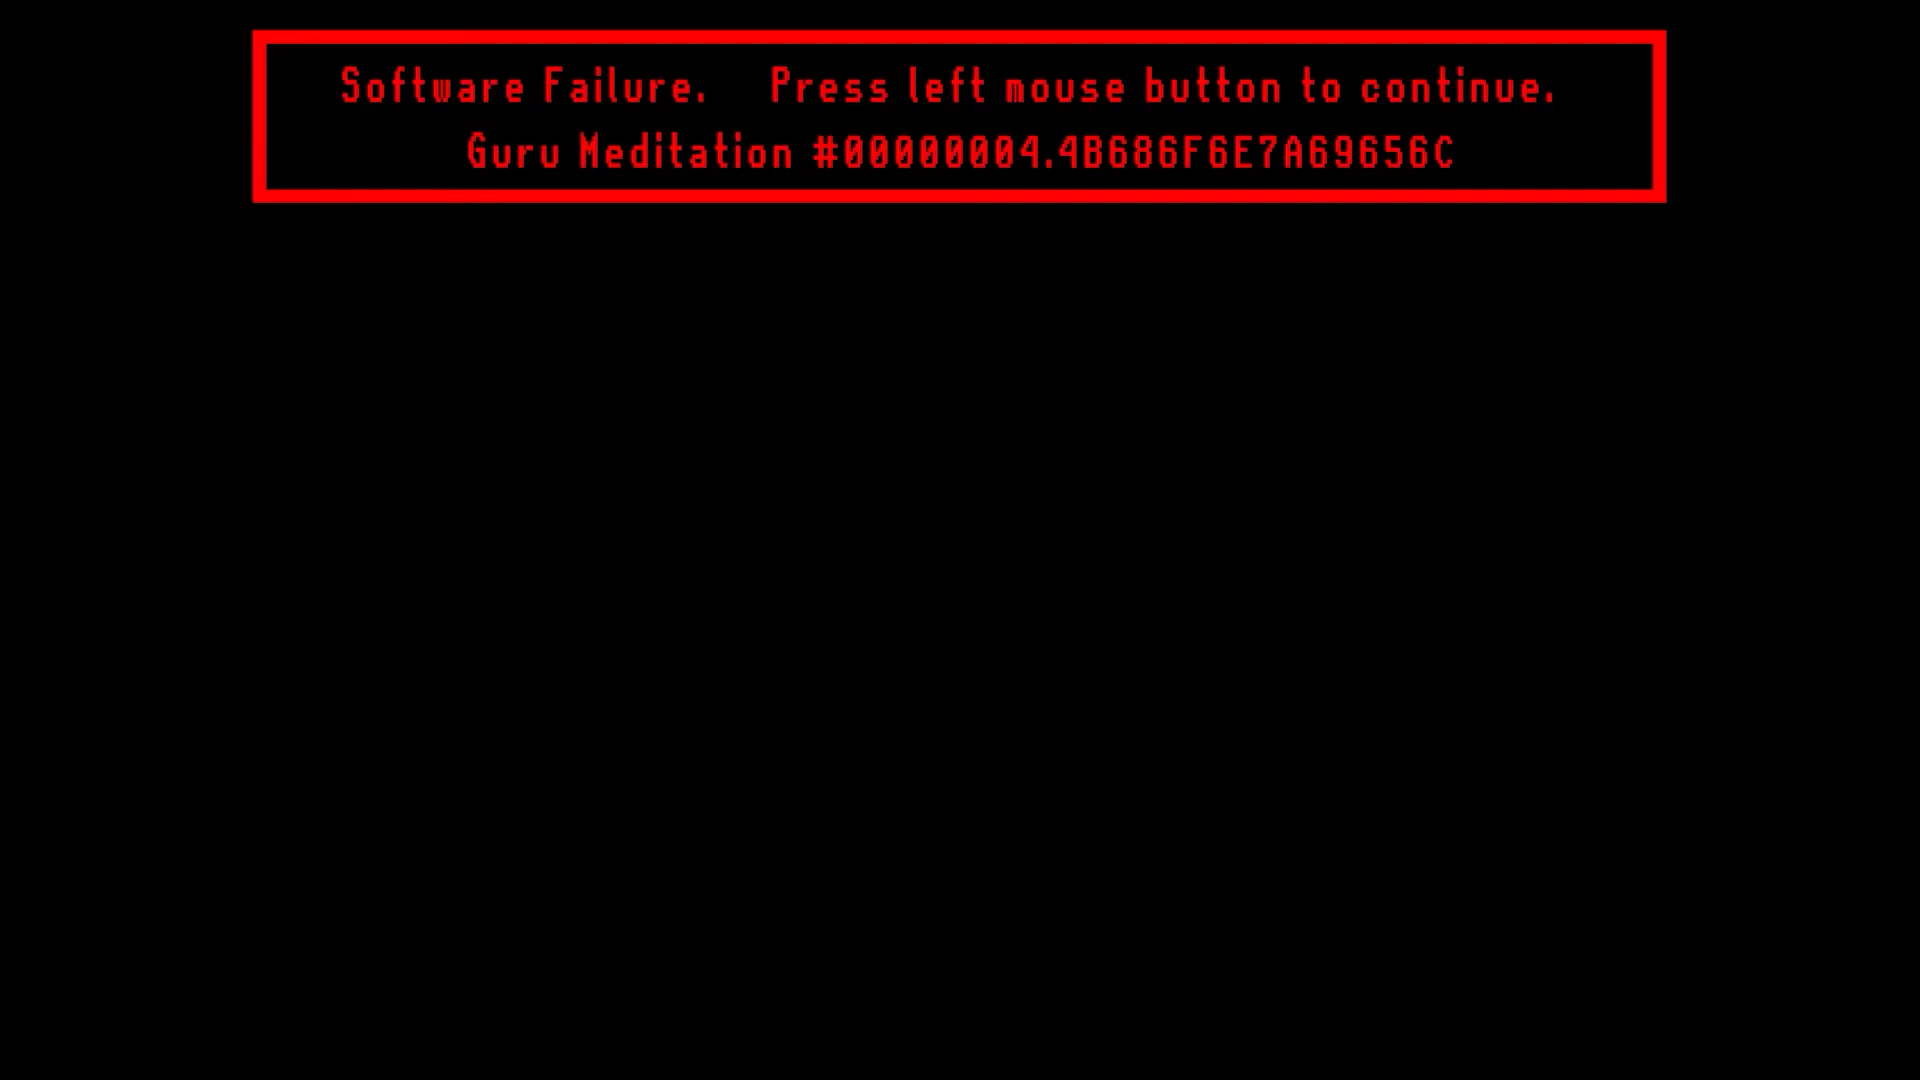 Software Failure.   Press left mouse button to continue.
Guru Meditation #00000004.4B686F6E7A69656C